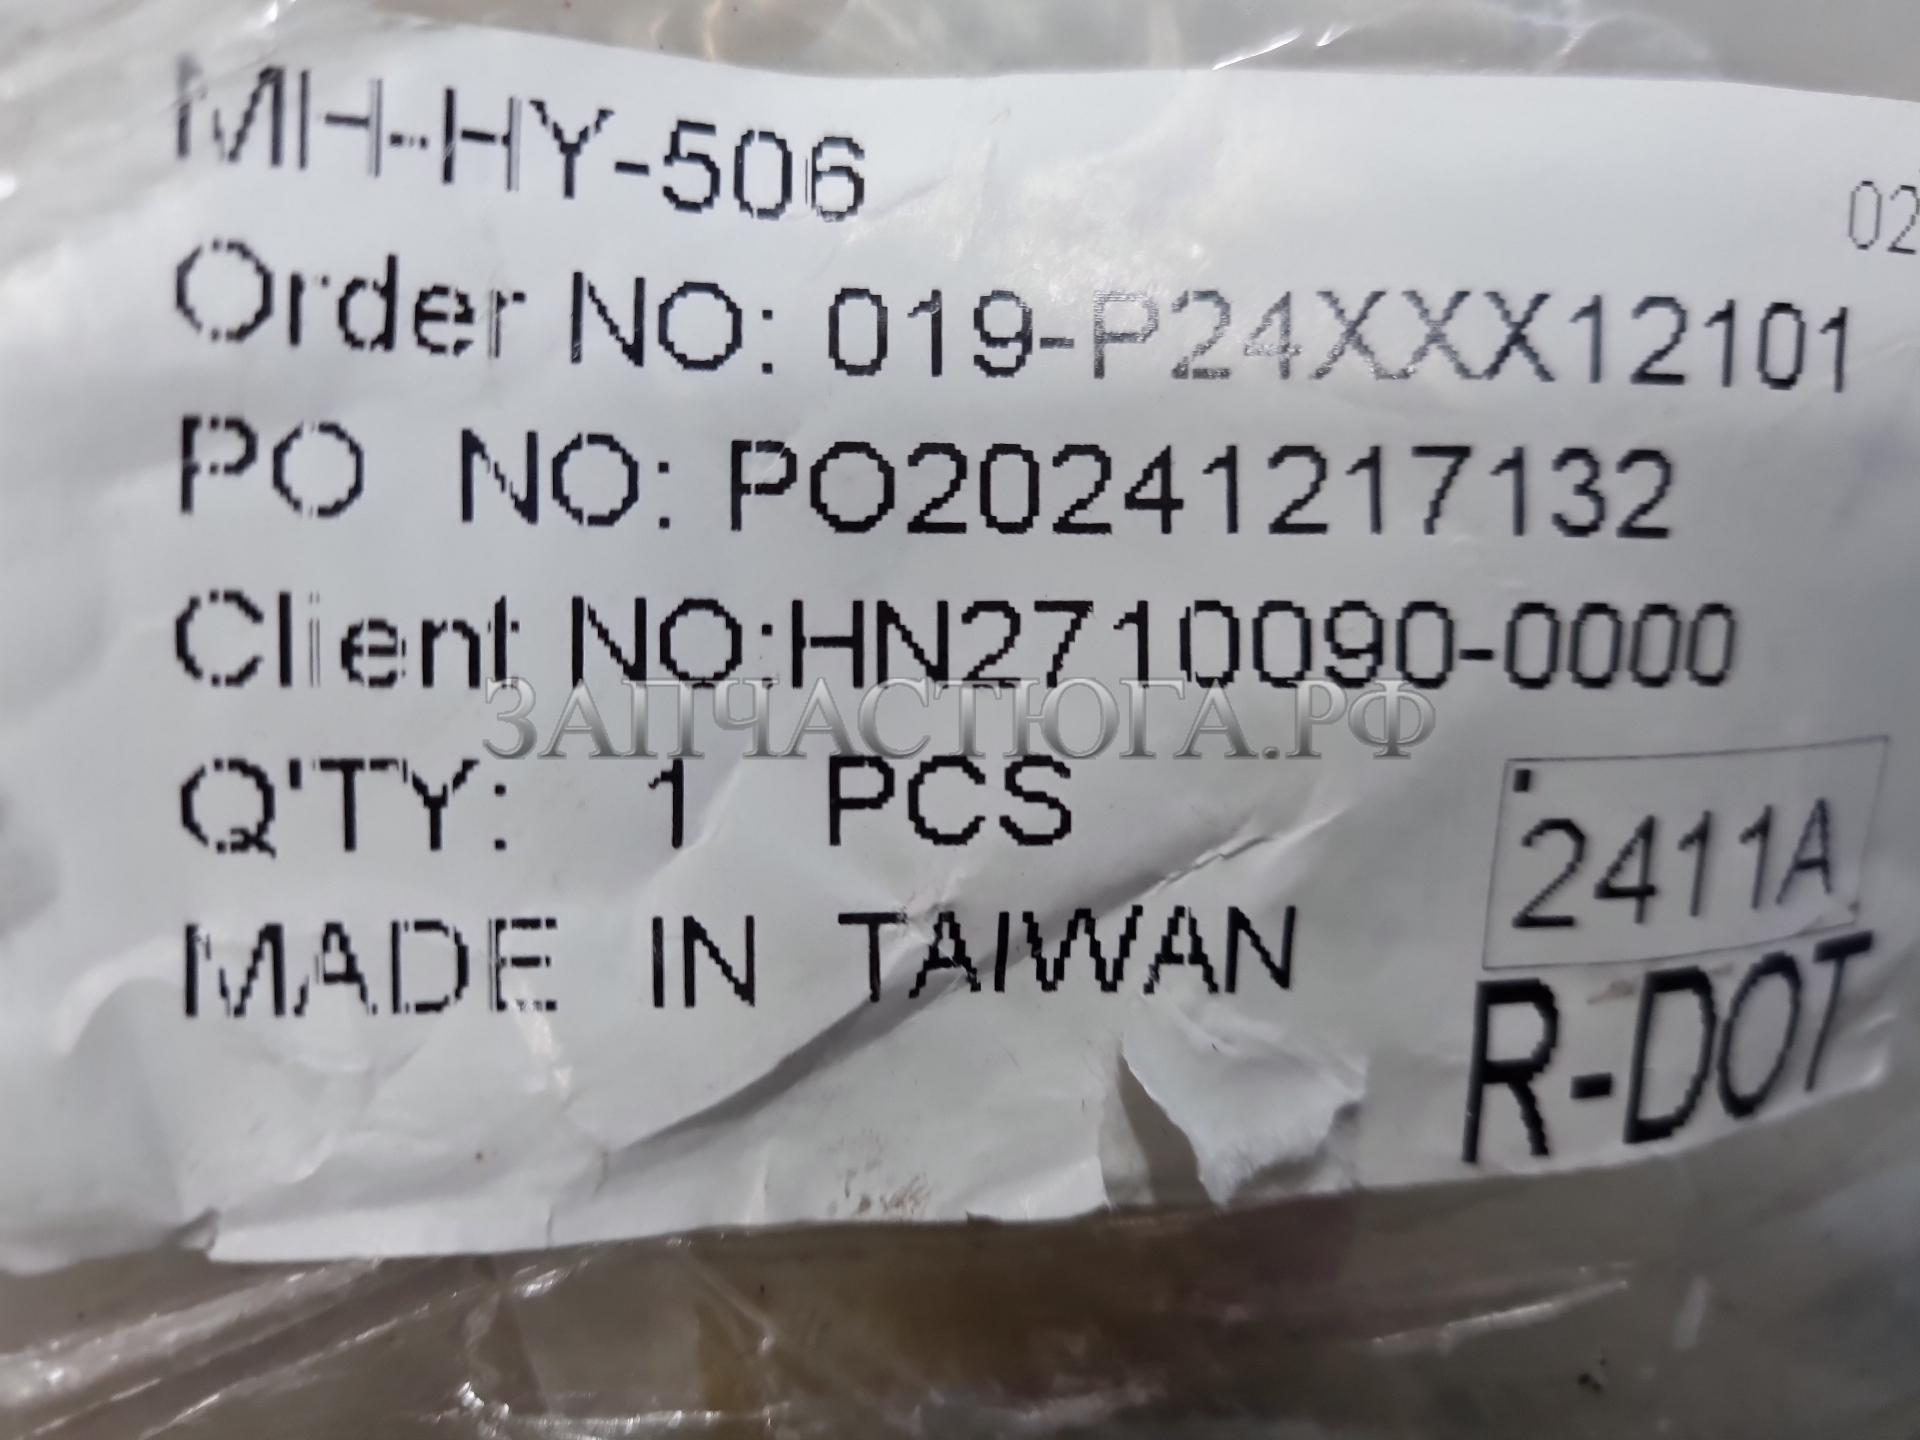 MH-HY-506
02
Order NO: 019-P24XXX12101
PO NO: PO20241217132
Client NO:HN2710090-0000
ЗАПЧАСТЮГА.РФ
Q'TY: 1 PCS
2411A
MADE IN TAIWAN
R-DOT